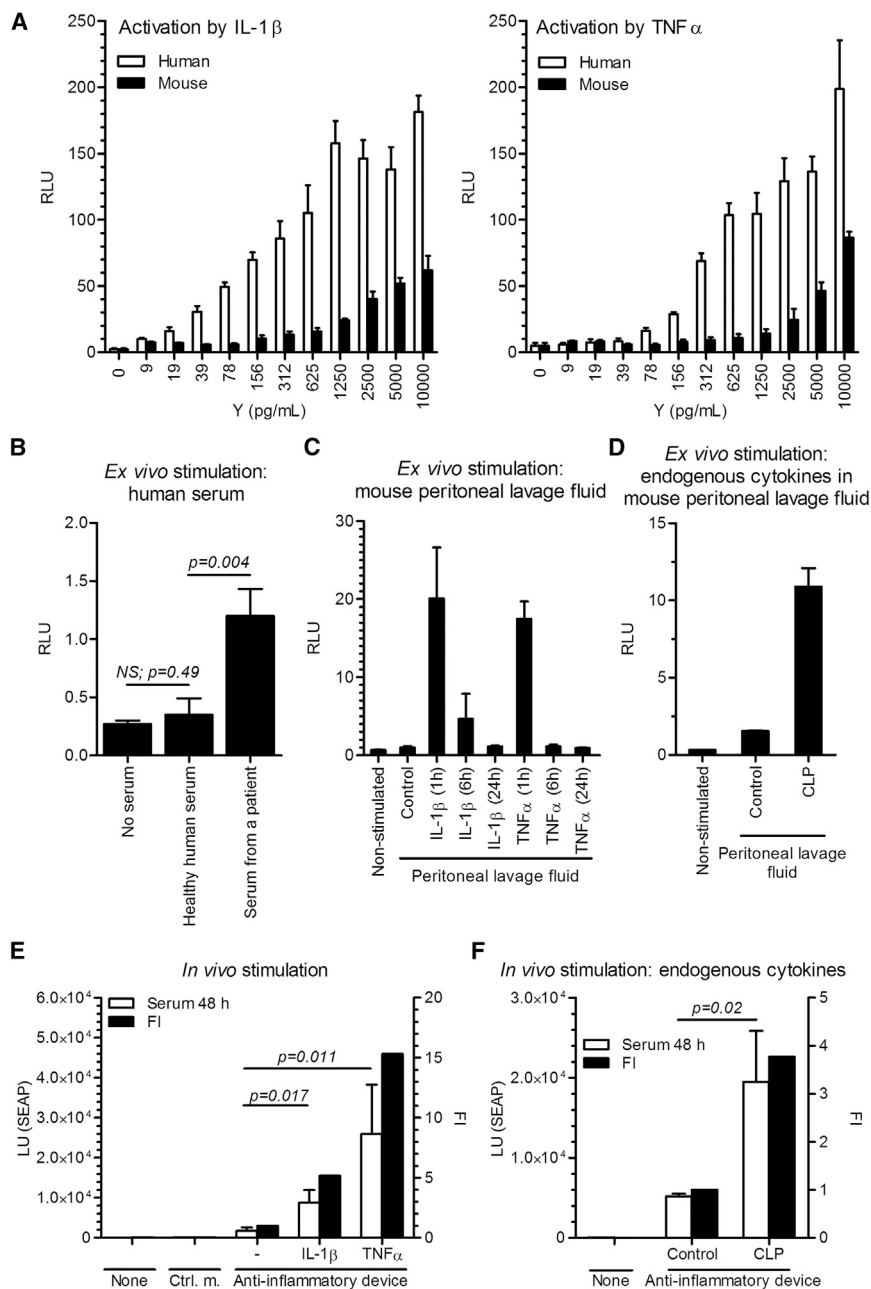 A
Activation by IL-1β
Human
Mouse
RLU
250
200
150
100
50
0
0 9 19 39 78 156 312 625 1250 2500 5000 10000
Y (pg/mL)
Activation by TNFα
Human
Mouse
RLU
250
200
150
100
50
0
0 9 19 39 78 156 312 625 1250 2500 5000 10000
Y (pg/mL)
B
Ex vivo stimulation:
human serum
RLU
2.0
1.5
1.0
0.5
0.0
p=0.004
NS; p=0.49
No serum
Healthy human serum
Serum from a patient
C
Ex vivo stimulation:
mouse peritoneal lavage fluid
RLU
30
20
10
0
Non-stimulated
Control
IL-1β (1h)
IL-1β (6h)
IL-1β (24h)
TNFα (1h)
TNFα (6h)
TNFα (24h)
Peritoneal lavage fluid
D
Ex vivo stimulation:
endogenous cytokines in
mouse peritoneal lavage fluid
RLU
15
10
5
0
Non-stimulated
Control
CLP
Peritoneal lavage
fluid
E
In vivo stimulation
LU (SEAP)
6.0×10⁴
5.0×10⁴
4.0×10⁴
3.0×10⁴
2.0×10⁴
1.0×10⁴
0
Serum 48 h
FI
p=0.011
p=0.017
20
15
10
5
0
FI
- IL-1β TNFα
None Ctrl. m. Anti-inflammatory device
F
In vivo stimulation: endogenous cytokines
LU (SEAP)
3.0×10⁴
2.0×10⁴
1.0×10⁴
0
p=0.02
Serum 48 h
FI
5
4
3
2
1
0
FI
Control CLP
None Anti-inflammatory device